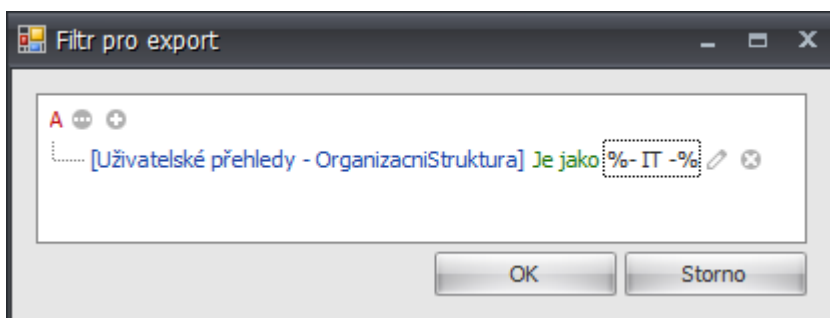 Filtr pro export
A
[Uživatelské přehledy - OrganizacniStruktura] Je jako %- IT -%
OK Storno